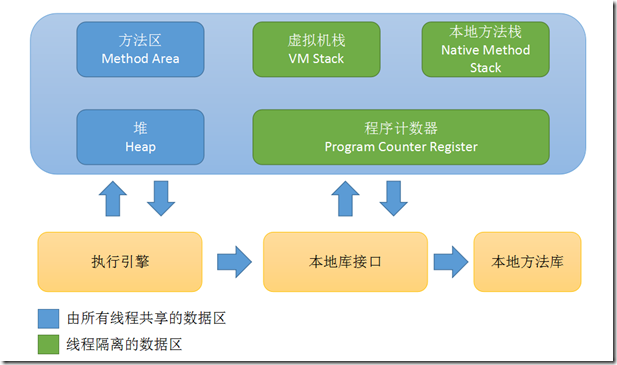 方法区
Method Area
虚拟机栈
VM Stack
本地方法栈
Native Method
Stack
堆
Heap
程序计数器
Program Counter Register
执行引擎
本地库接口
本地方法库
由所有线程共享的数据区
线程隔离的数据区